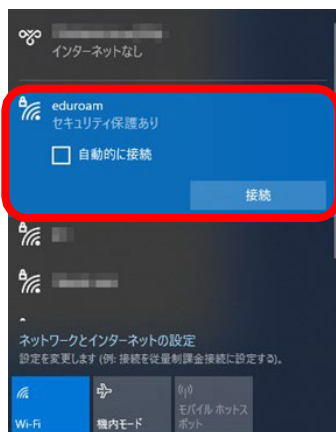 インターネットなし
eduroam
セキュリティ保護あり
自動的に接続
接続
ネットワークとインターネットの設定
設定を変更します (例: 接続を従量制課金接続に設定する)。
Wi-Fi
機内モード
モバイル ホットス
ポット